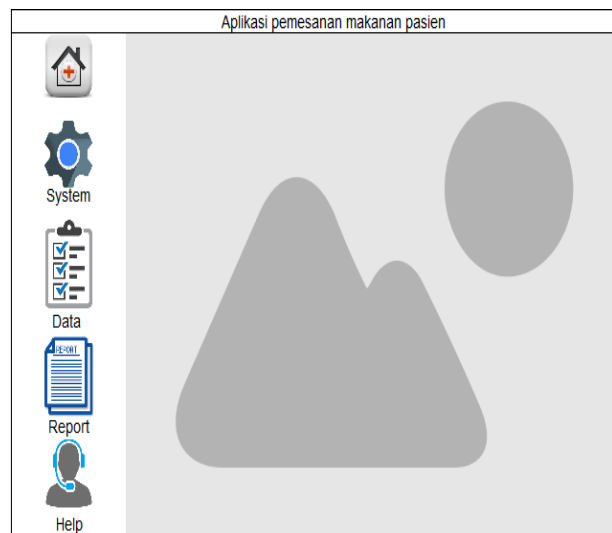 Aplikasi pemesanan makanan pasien
System
Data
REPORT
Report
Help